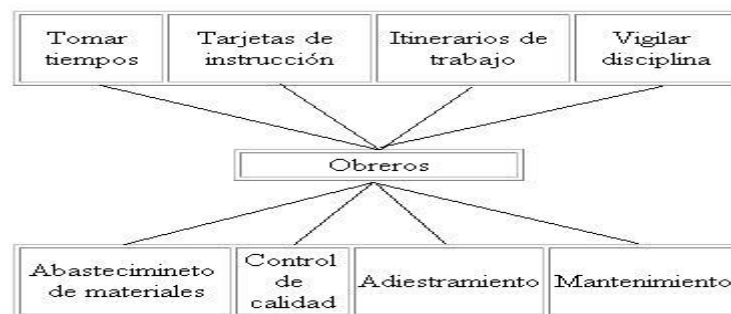 Tomar
tiempos
Tarjetas de
instrucción
Itinerarios de
trabajo
Vigilar
disciplina
Obreros
Abastecimineto
de materiales
Control
de
calidad
Adiestramiento
Mantenimiento